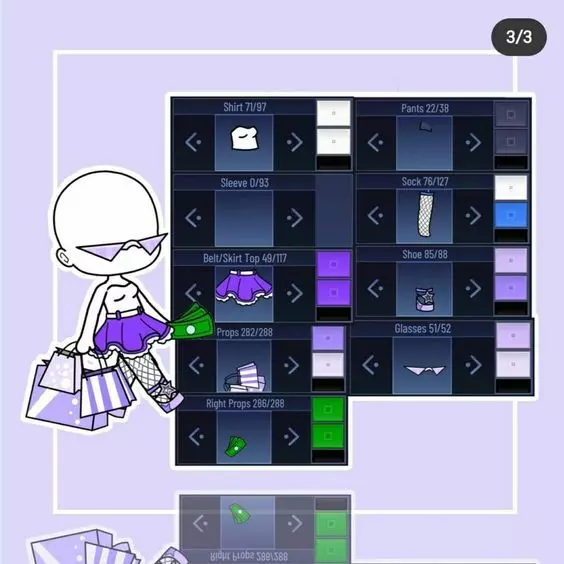 3/3
Shirt 71/97
Pants 22/38
Sleeve 0/93
Sock 76/127
Belt/Skirt Top 49/117
Shoe 85/88
Props 282/288
Glasses 51/52
Right Props 286/288
Right Props 286/288